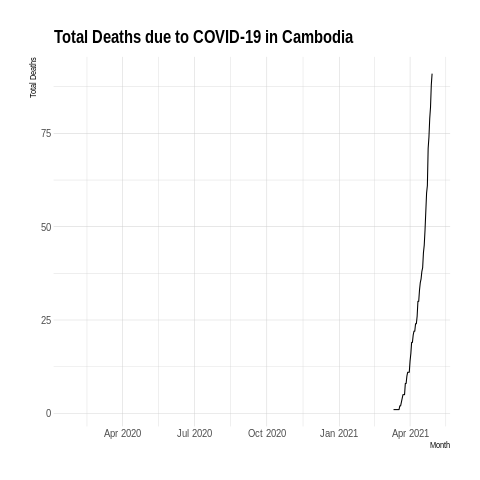 Total Deaths due to COVID-19 in Cambodia
Total Deaths
75
50
25
0
Apr 2020 Jul 2020 Oct 2020 Jan 2021 Apr 2021
Month